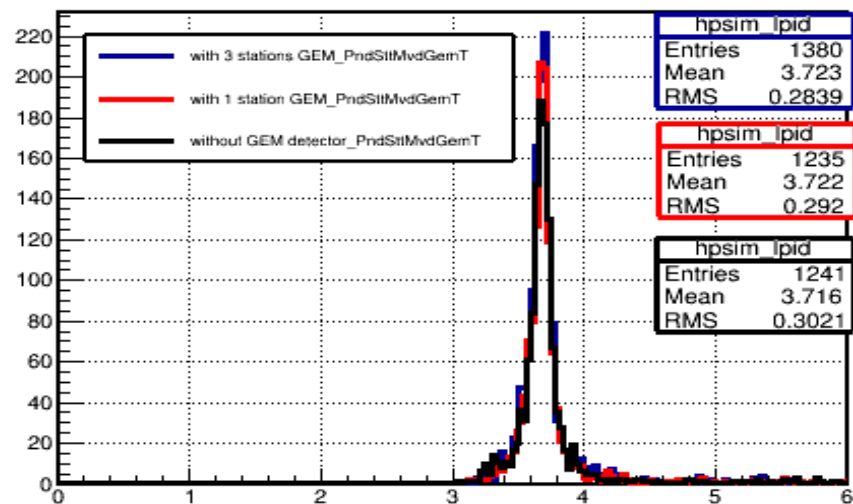 220
200
180
160
140
120
100
80
60
40
20
0
with 3 stations GEM_PndSttMvdGemT
with 1 station GEM_PndSttMvdGemT
without GEM detector_PndSttMvdGemT
hpsim_lpid
Entries 1380
Mean 3.723
RMS 0.2839
hpsim_lpid
Entries 1235
Mean 3.722
RMS 0.292
hpsim_lpid
Entries 1241
Mean 3.716
RMS 0.3021
0 1 2 3 4 5 6